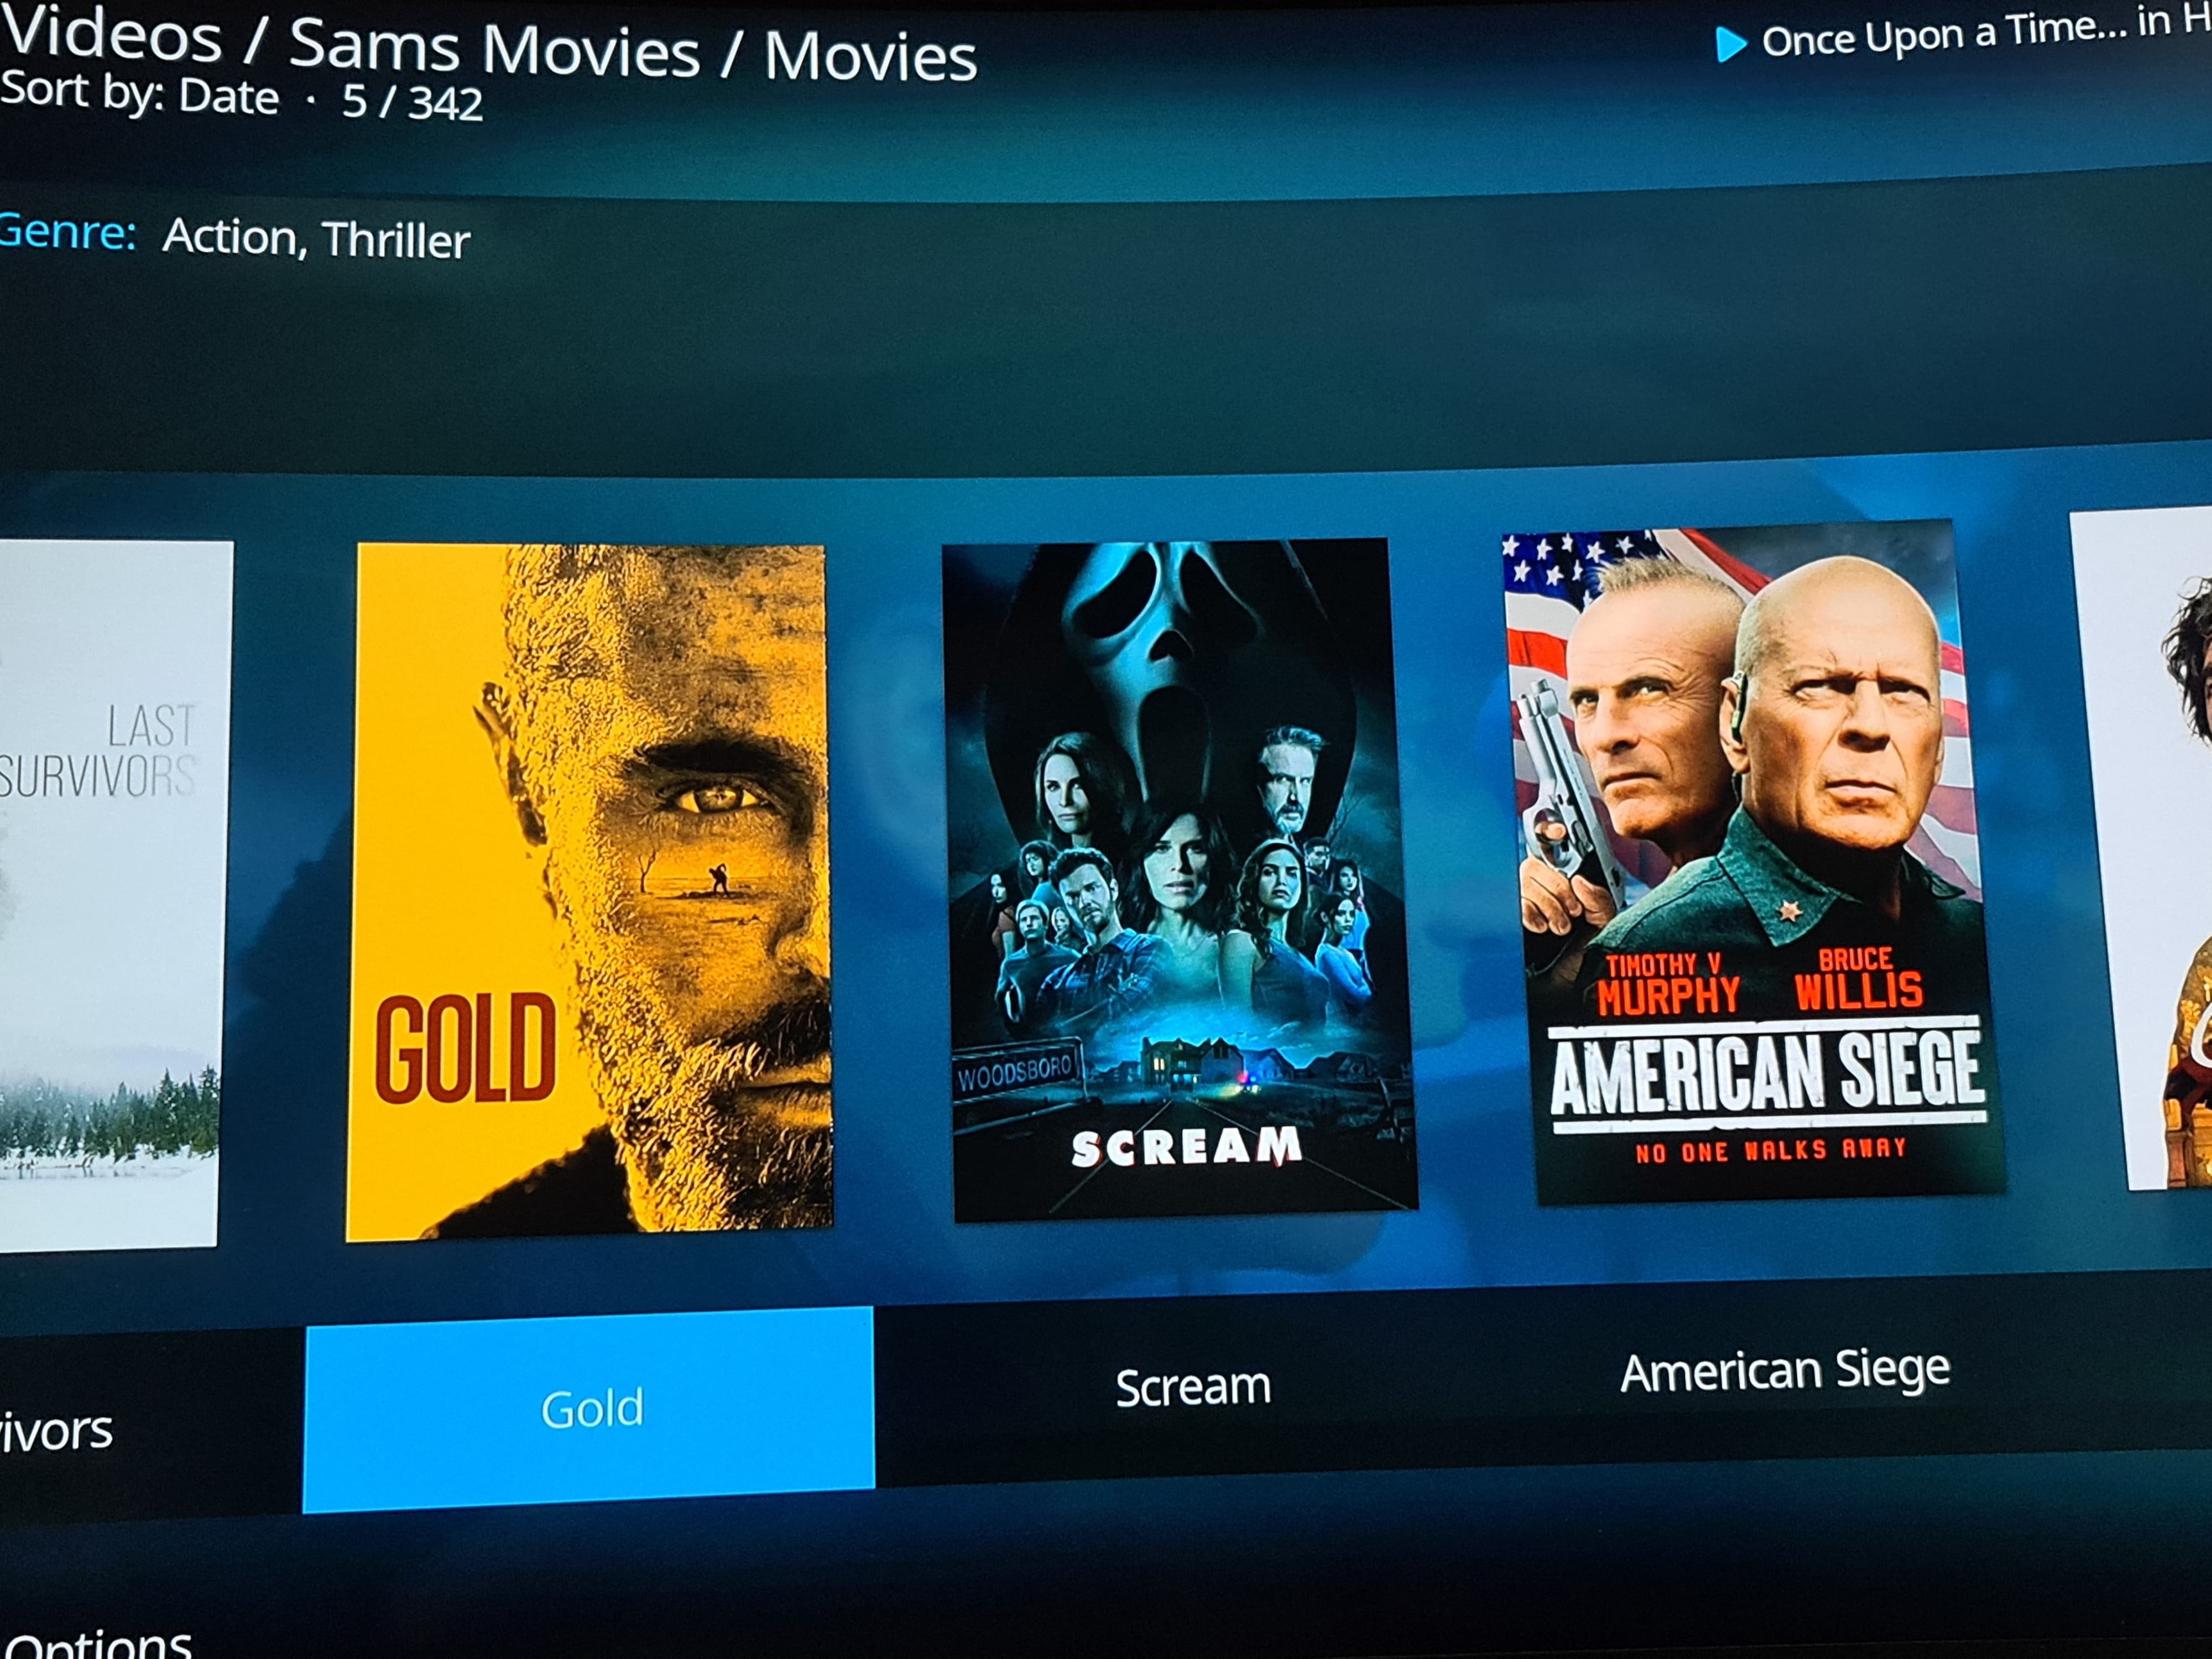 Videos / Sams Movies / Movies
Once Upon a Time... in H
Sort by: Date · 5 / 342
Genre: Action, Thriller
LAST
SURVIVORS
GOLD
WOODSBORO
SCREAM
TIMOTHY V
MURPHY
BRUCE
WILLIS
AMERICAN SIEGE
NO ONE WALKS AWAY
vivors
Gold
Scream
American Siege
Options